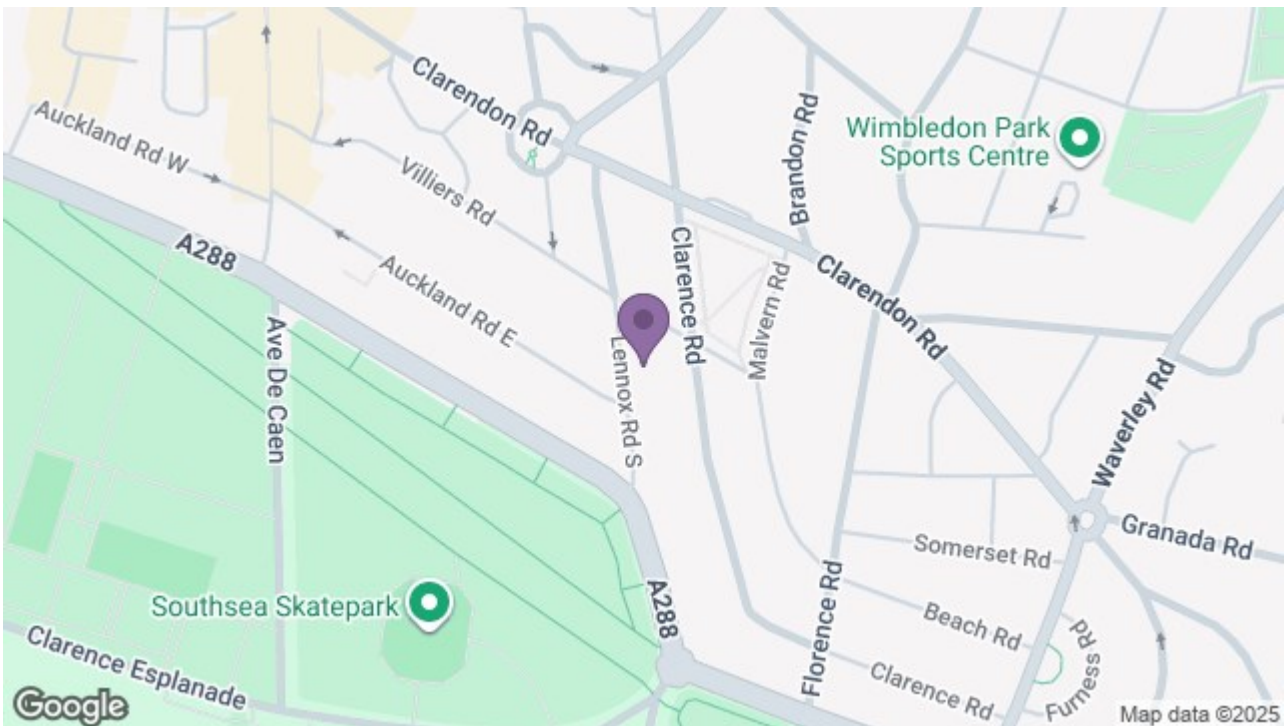 Clarendon Rd
Auckland Rd W
Villiers Rd
Brandon Rd
Wimbledon Park
Sports Centre
A288
Auckland Rd E
Clarence Rd
Malvern Rd
Clarendon Rd
Ave De Caen
Lennox Rd S
Waverley Rd
Granada Rd
Somerset Rd
Southsea Skatepark
A288
Florence Rd
Beach Rd
Furness Rd
Clarence Esplanade
Clarence Rd
Google
Map data ©2025